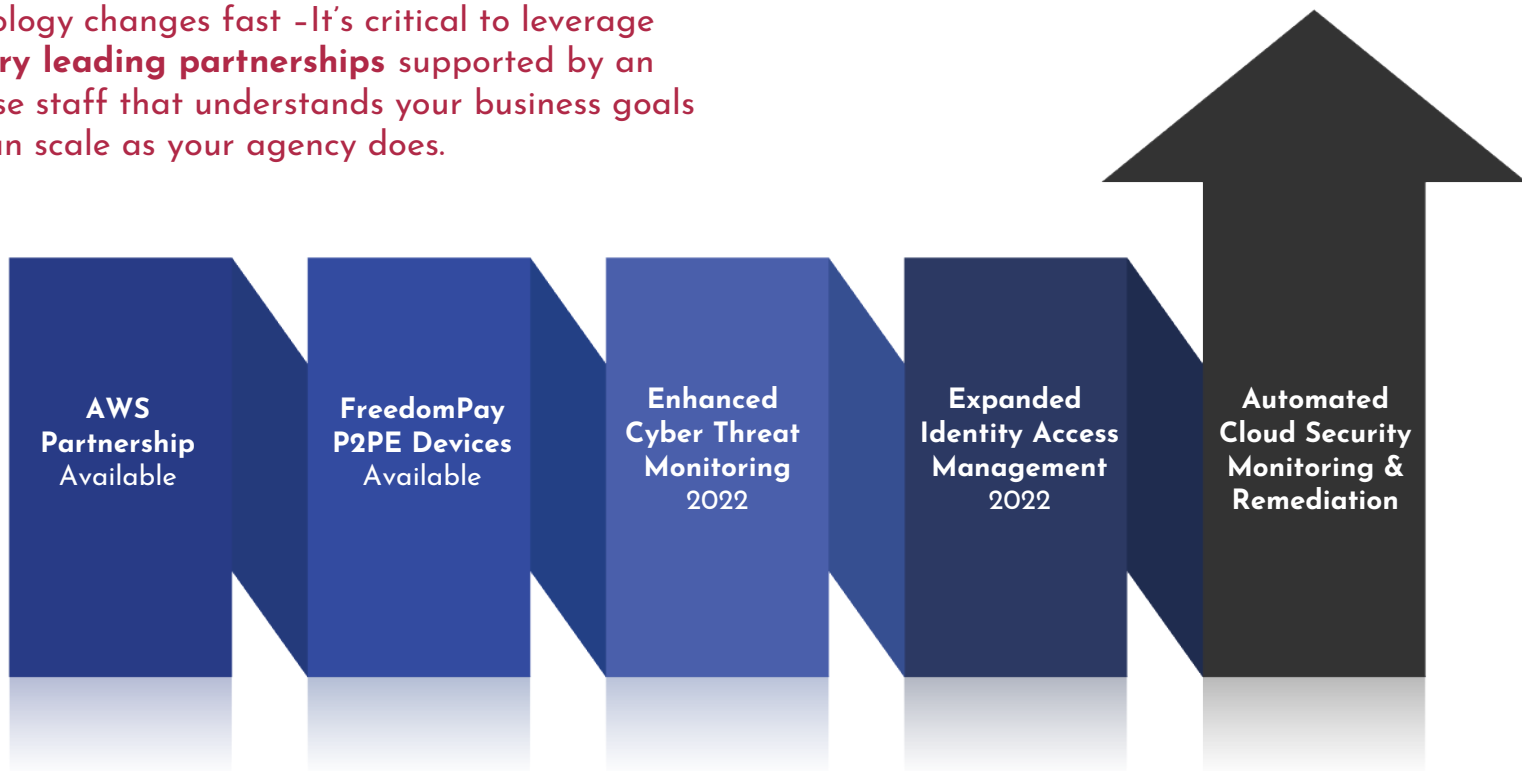 ology changes fast –It's critical to leverage
ry leading partnerships supported by an
se staff that understands your business goals
an scale as your agency does.
AWS
Partnership
Available
FreedomPay
P2PE Devices
Available
Enhanced
Cyber Threat
Monitoring
2022
Expanded
Identity Access
Management
2022
Automated
Cloud Security
Monitoring &
Remediation